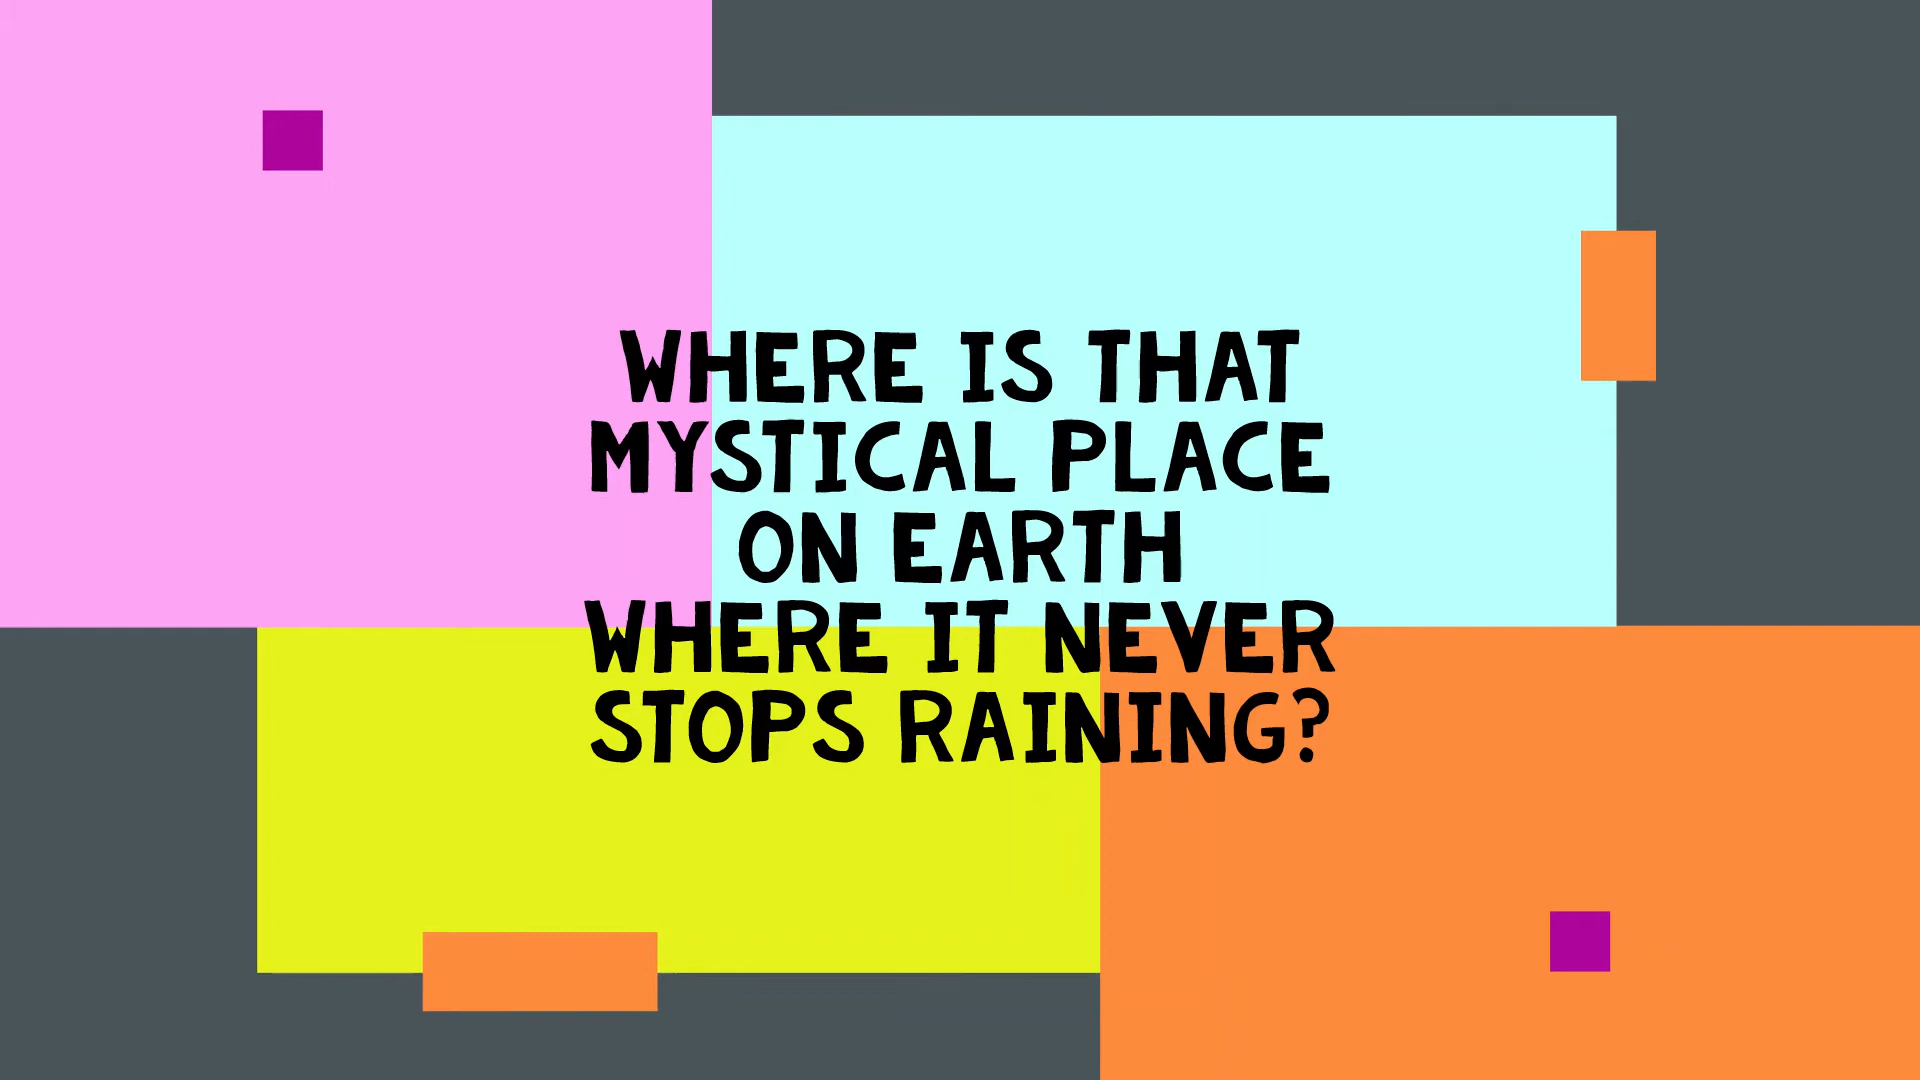 WHERE IS THAT
MYSTICAL PLACE
ON EARTH
WHERE IT NEVER
STOPS RAINING?